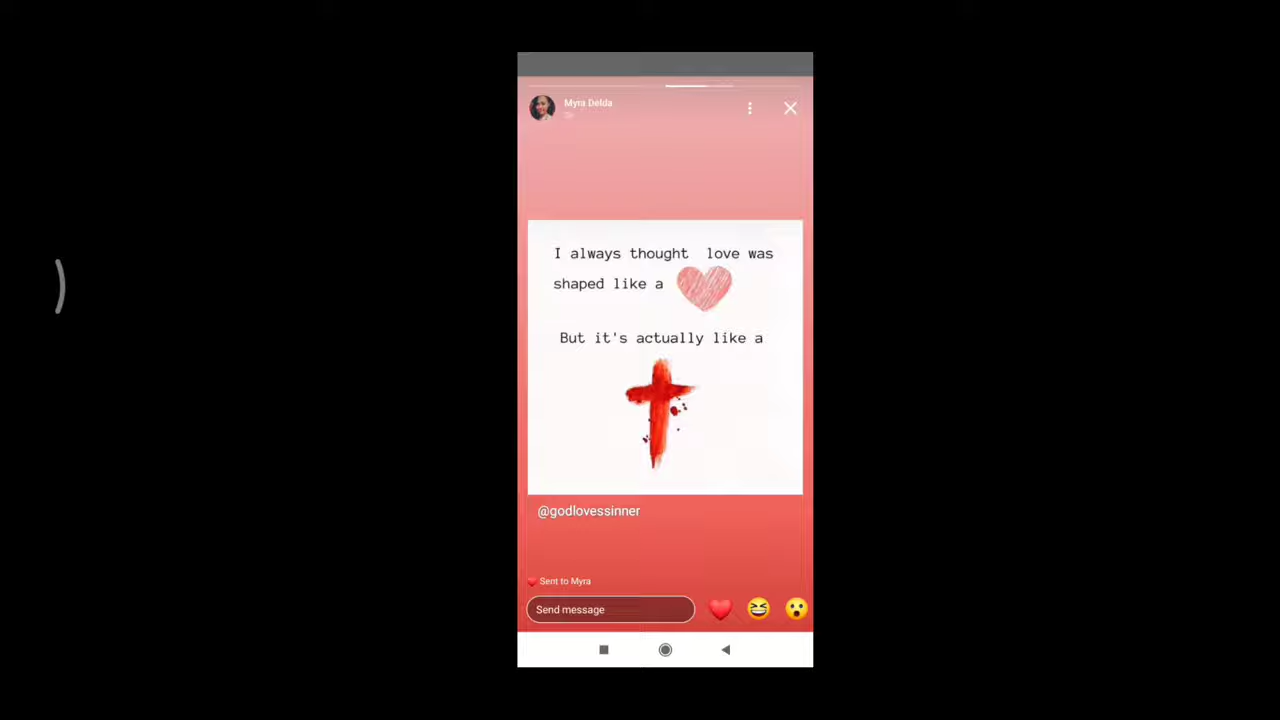 Myra Delda
I always thought love was
shaped like a
But it's actually like a
@godlovessinner
Sent to Myra
Send message